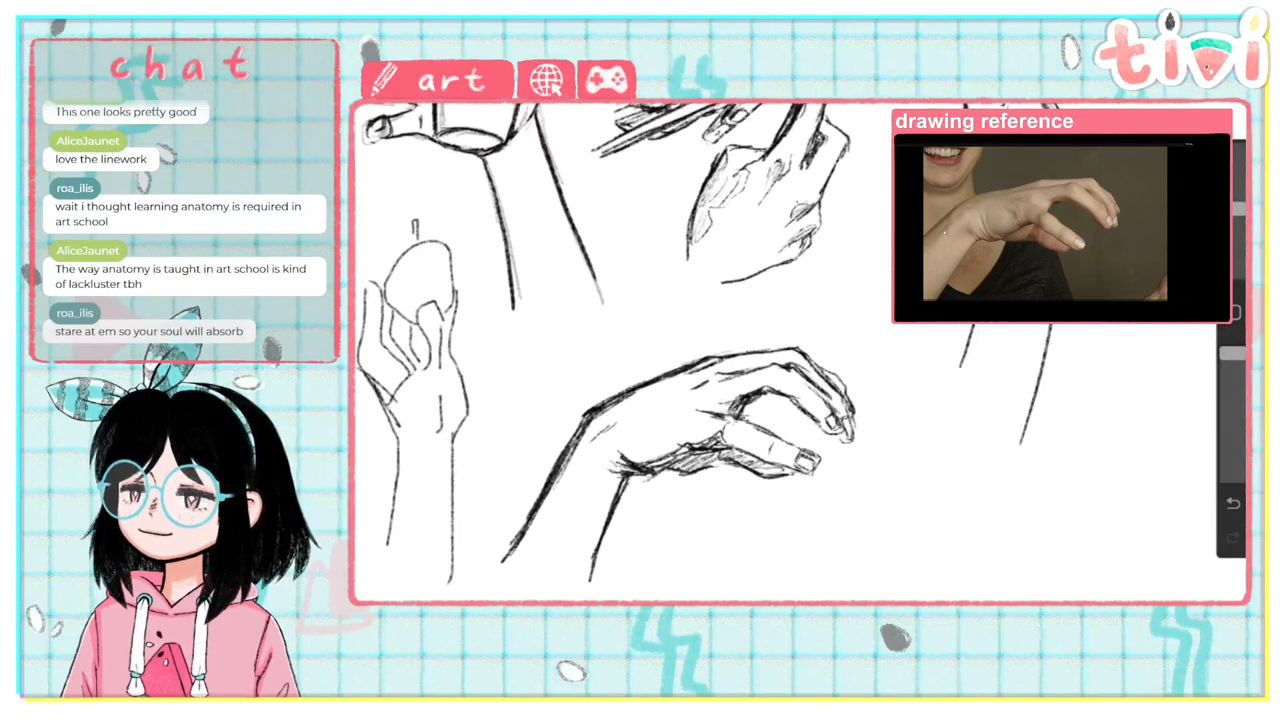 chat
This one looks pretty good
AliceJaunet
love the linework
roa_ilis
wait i thought learning anatomy is required in
art school
AliceJaunet
The way anatomy is taught in art school is kind
of lackluster tbh
roa_ilis
stare at em so your soul will absorb
art
tivi
drawing reference